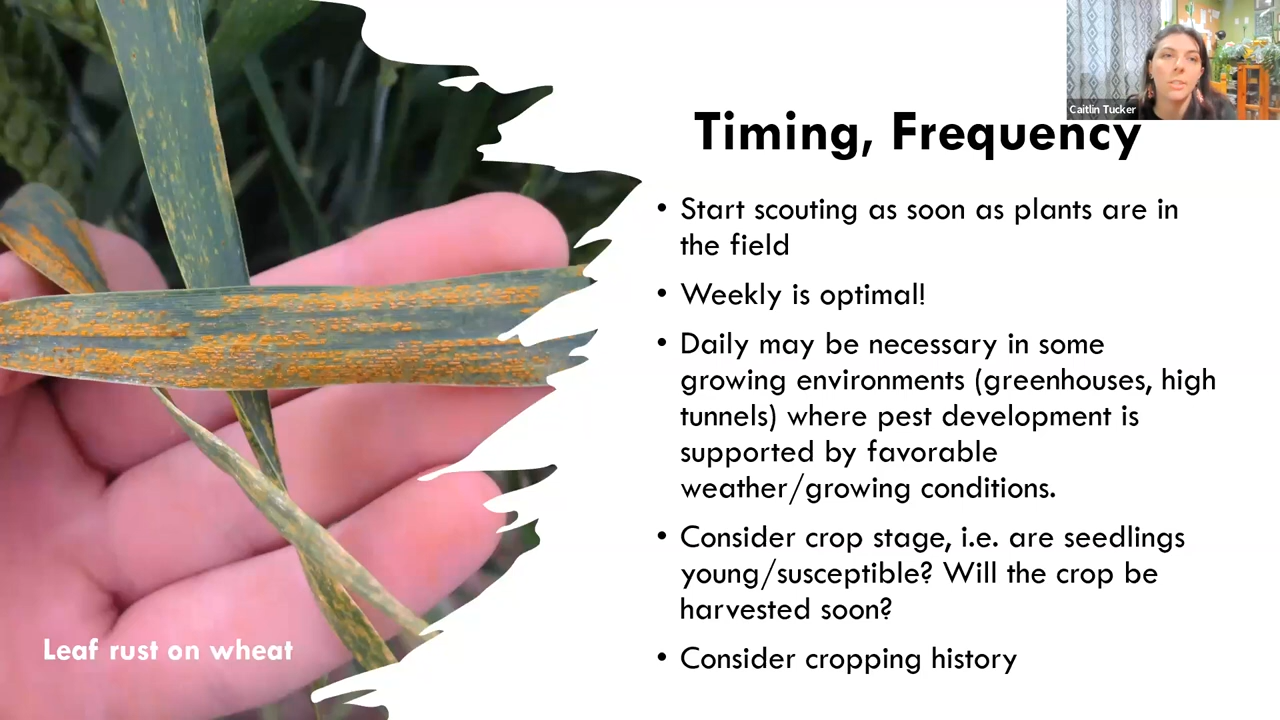 Caitlin Tucker
Timing, Frequency
• Start scouting as soon as plants are in
the field
• Weekly is optimal!
• Daily may be necessary in some
growing environments (greenhouses, high
tunnels) where pest development is
supported by favorable
weather/growing conditions.
• Consider crop stage, i.e. are seedlings
young/susceptible? Will the crop be
harvested soon?
• Consider cropping history
Leaf rust on wheat